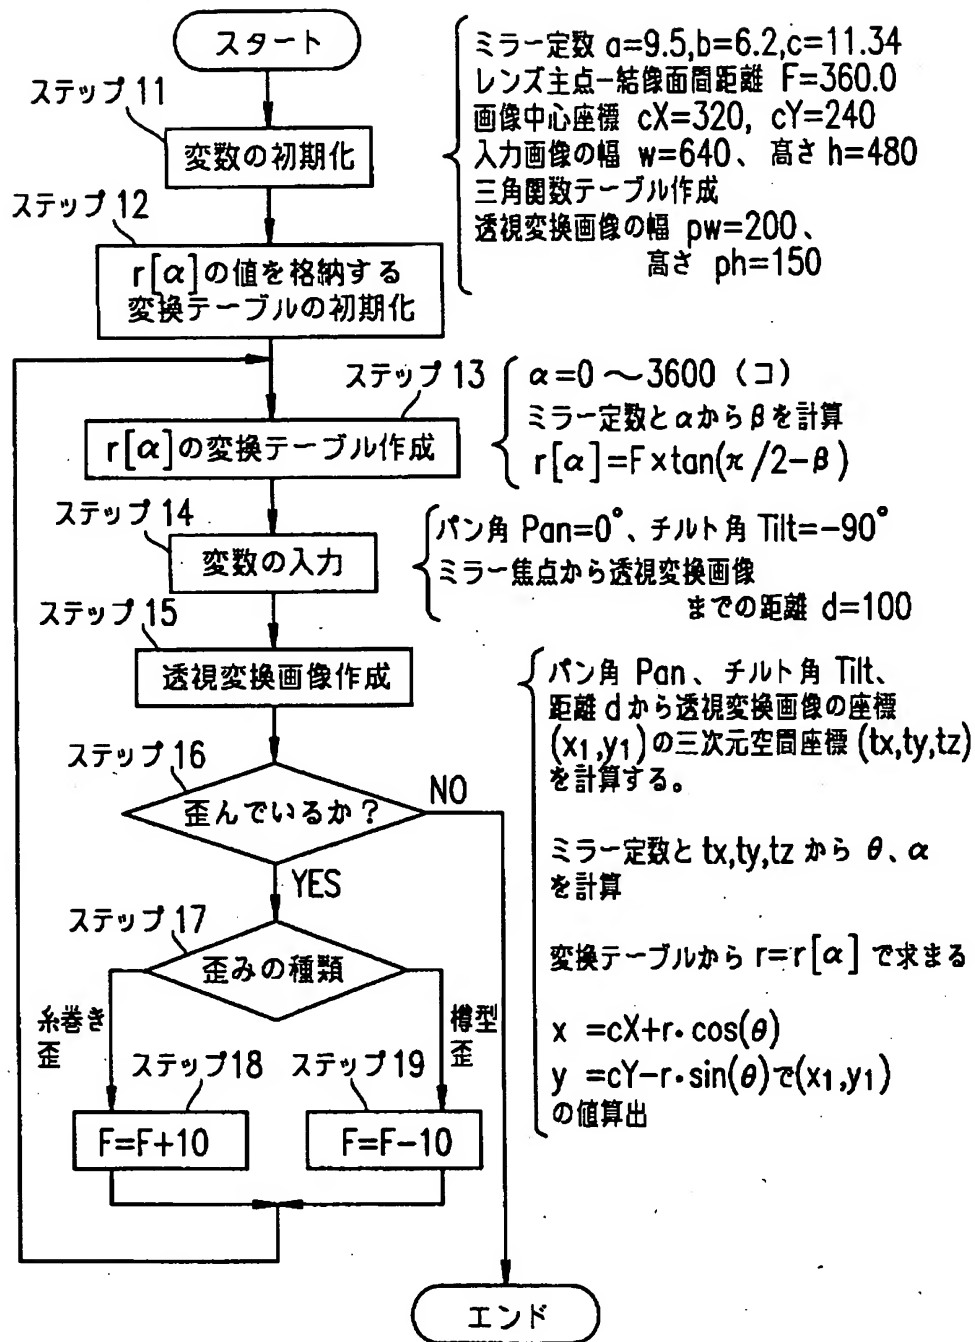 スタート
ステップ 11
変数の初期化
ミラー定数 a=9.5,b=6.2,c=11.34
レンズ主点－結像面間距離 F=360.0
画像中心座標 cX=320, cY=240
入力画像の幅 w=640、高さ h=480
三角関数テーブル作成
透視変換画像の幅 pw=200、
高さ ph=150
ステップ 12
r[α]の値を格納する
変換テーブルの初期化
ステップ 13
r[α]の変換テーブル作成
α=0 ～3600 (コ)
ミラー定数とαからβを計算
r[α]=F×tan(π/2-β)
ステップ 14
変数の入力
パン角 Pan=0°、チルト角 Tilt=-90°
ミラー焦点から透視変換画像
までの距離 d=100
ステップ 15
透視変換画像作成
パン角 Pan、チルト角 Tilt、
距離 d から透視変換画像の座標
(x1,y1)の三次元空間座標(tx,ty,tz)
を計算する。
ミラー定数と tx,ty,tz から θ、α
を計算
変換テーブルから r=r[α] で求まる
x =cX+r・cos(θ)
y =cY-r・sin(θ)で(x1,y1)
の値算出
ステップ 16
歪んでいるか？
NO
YES
ステップ 17
歪みの種類
糸巻き
歪
樽型
歪
ステップ 18
F=F+10
ステップ 19
F=F-10
エンド